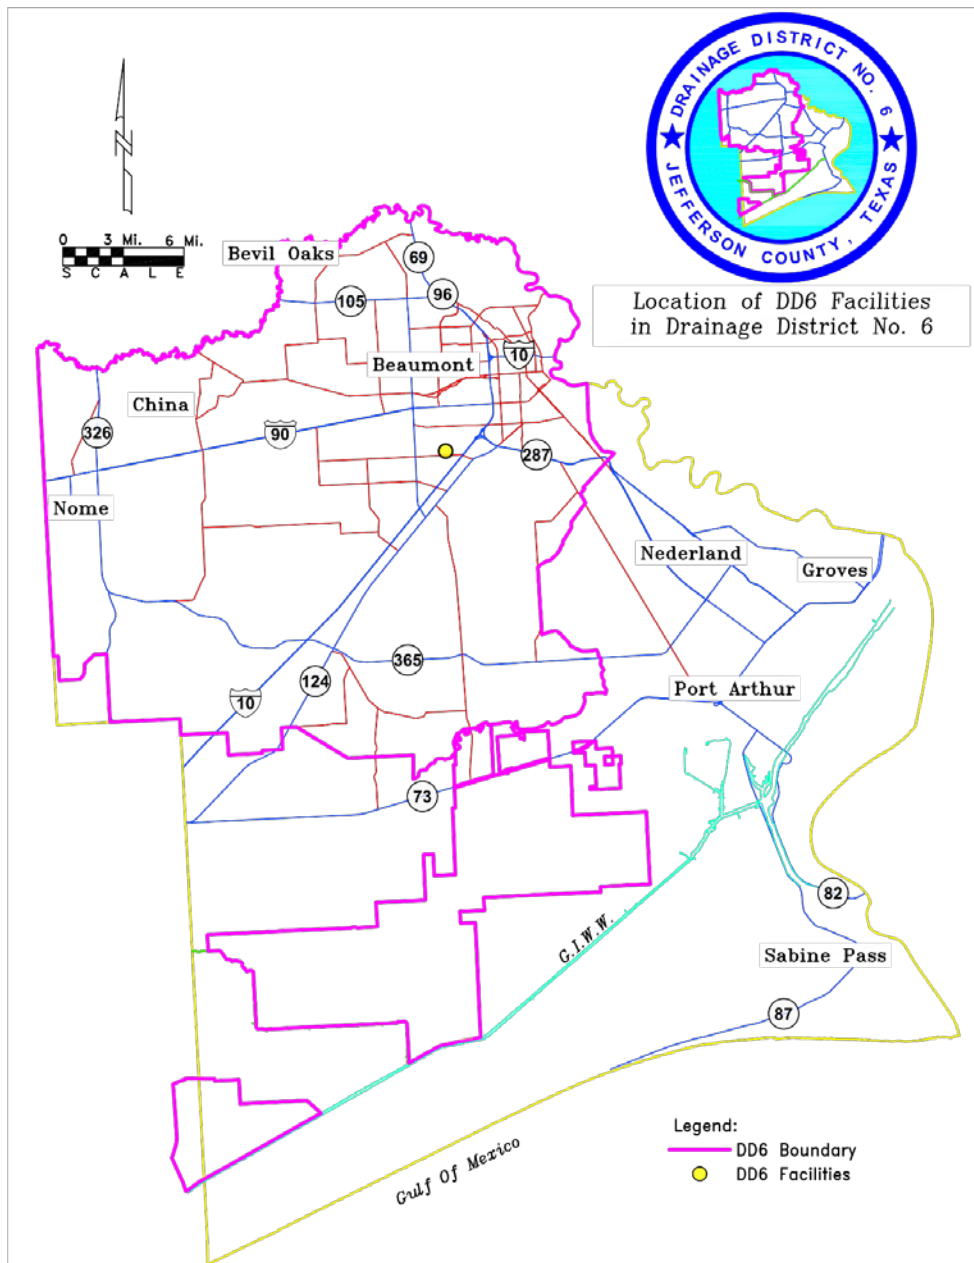 DRAINAGE DISTRICT NO. 6
JEFFERSON COUNTY, TEXAS
N
0 3 Mi. 6 Mi.
SCALE
Location of DD6 Facilities
in Drainage District No. 6
Bevil Oaks
69
96
105
10
Beaumont
China
326
90
287
Nome
Nederland
Groves
365
124
10
Port Arthur
73
82
G.I.W.W.
Sabine Pass
87
Gulf Of Mexico
Legend:
DD6 Boundary
DD6 Facilities